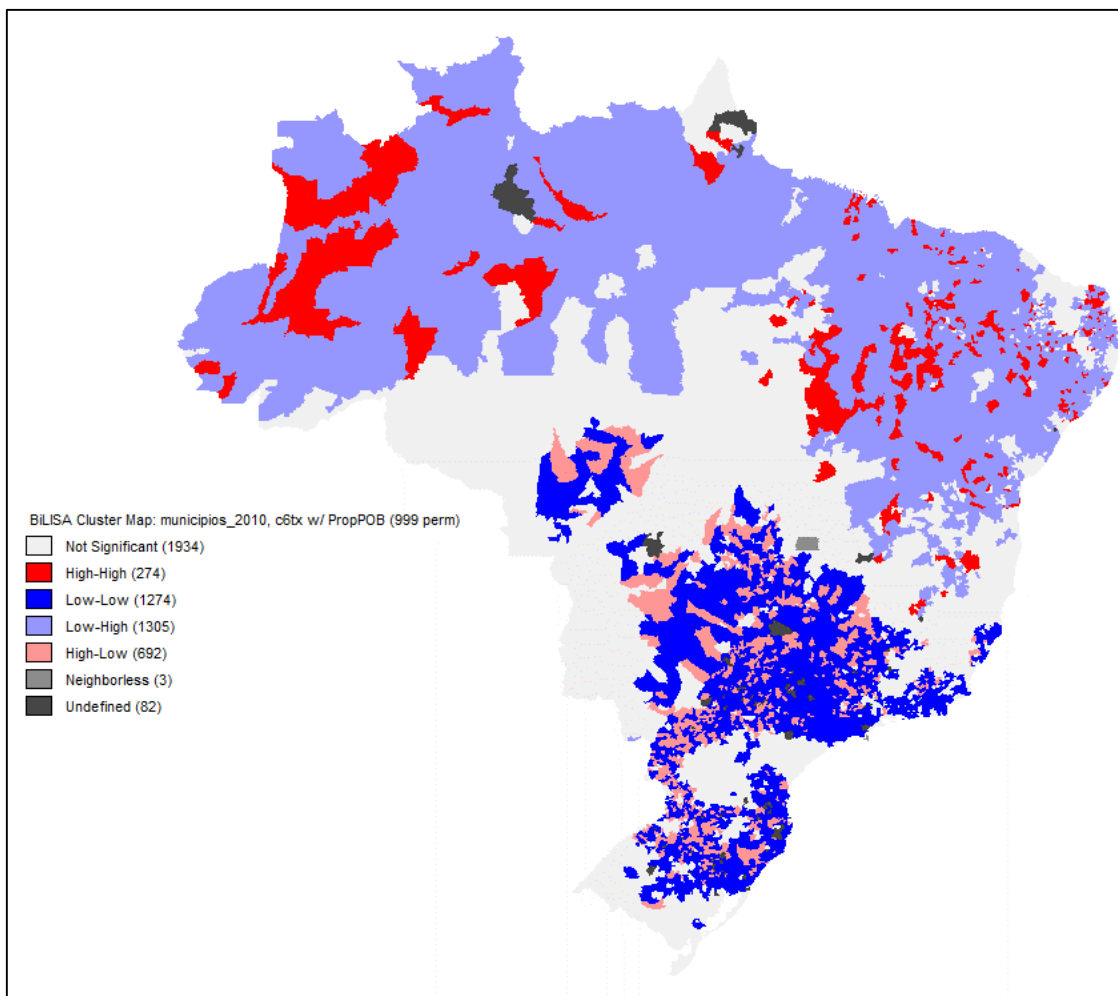 BiLISA Cluster Map: municipios_2010, c6tx w/ PropPOB (999 perm)
Not Significant (1934)
High-High (274)
Low-Low (1274)
Low-High (1305)
High-Low (692)
Neighborless (3)
Undefined (82)